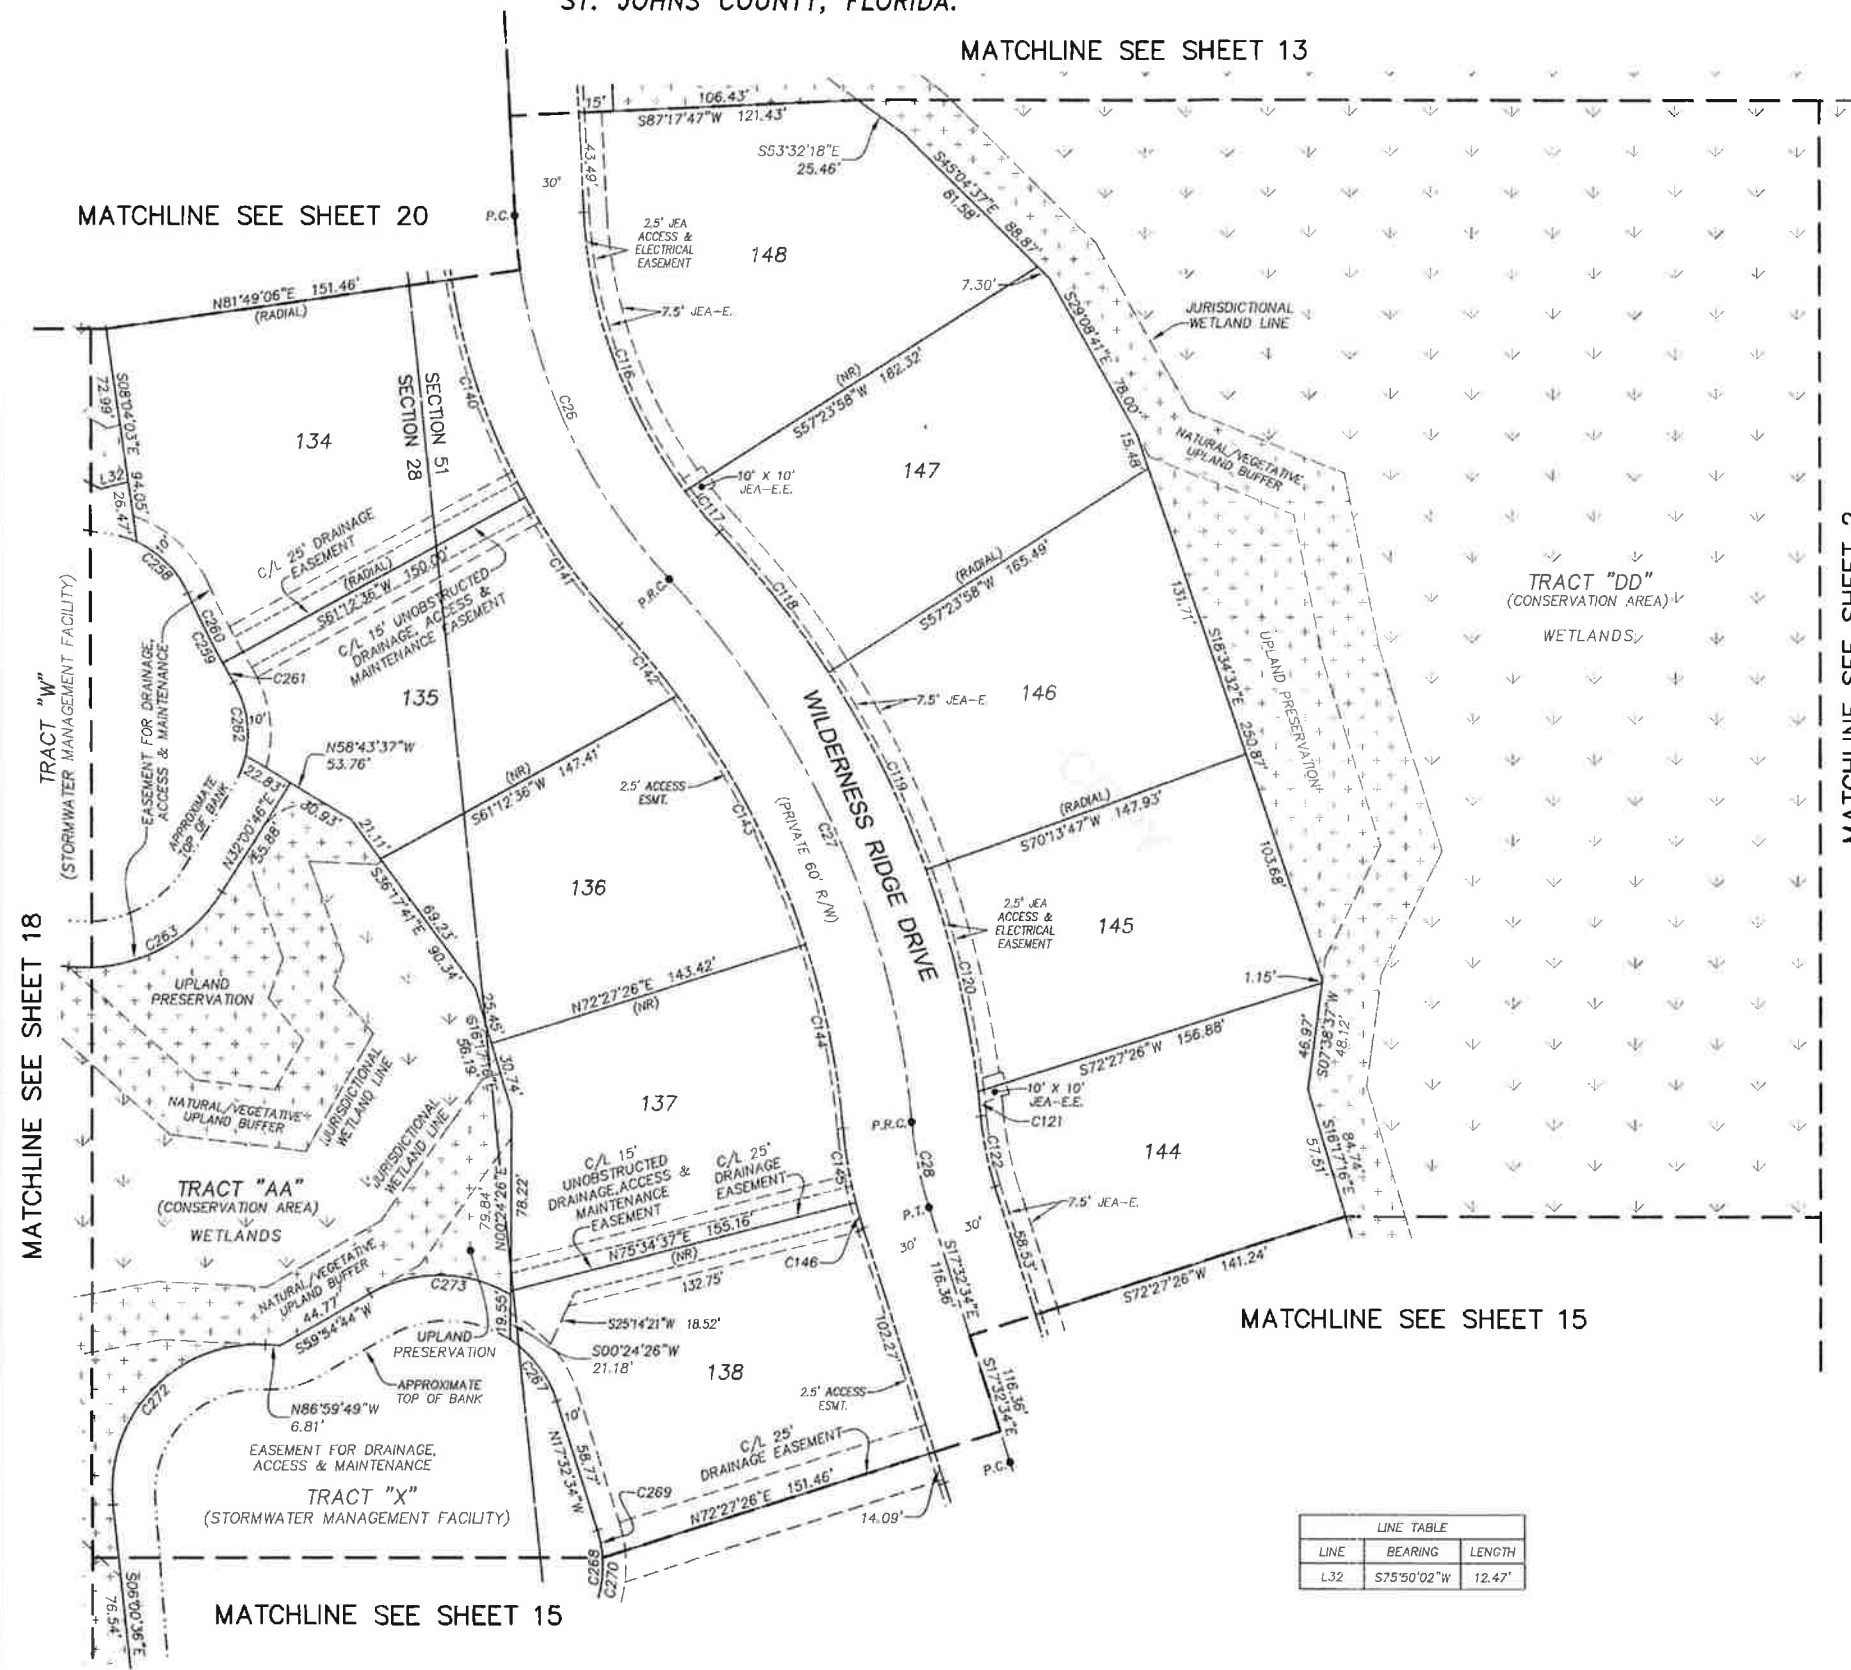 ST. JOHNS COUNTY, FLORIDA.
MATCHLINE SEE SHEET 13
15'
106.43'
S87°17'47"W 121.43'
S53°32'18"E
25.46'
43.49'
30'
P.C.
MATCHLINE SEE SHEET 20
S45°04'37"E
81.58'
88.87'
2.5' JEA
ACCESS &
ELECTRICAL
EASEMENT
148
7.30'
7.5' JEA-E.
N81°49'06"E 151.46'
(RADIAL)
JURISDICTIONAL
WETLAND LINE
S29°08'41"E
78.00'
15.48'
C116
(NR)
S57°23'58"W 182.32'
S08°04'03"E 94.05'
72.99'
L32
26.47'
134
SECTION 51
SECTION 28
C140
C26
147
10' X 10'
JEA-E.E.
C117
NATURAL/VEGETATIVE
UPLAND BUFFER
10'
C258
C/L 25' DRAINAGE
EASEMENT
(RADIAL)
S61°12'36"W 150.00'
C/L 15' UNOBSTRUCTED
DRAINAGE, ACCESS &
MAINTENANCE EASEMENT
C141
P.R.C.
C118
(RADIAL)
S57°23'58"W 165.49'
131.71'
TRACT "DD"
(CONSERVATION AREA)
WETLANDS
MATCHLINE SEE SHEET 2
C260
C259
C261
TRACT "W"
(STORMWATER MANAGEMENT FACILITY)
EASEMENT FOR DRAINAGE,
ACCESS & MAINTENANCE
C262
10'
135
C142
S18°34'32"E 250.87'
UPLAND PRESERVATION
7.5' JEA-E.
146
WILDERNESS RIDGE DRIVE
(PRIVATE 60' R/W)
C27
N58°43'37"W
53.76'
22.83'
30.93'
21.11'
APPROXIMATE
TOP OF BANK
N32°00'46"E
55.88'
(NR)
S61°12'36"W 147.41'
2.5' ACCESS
ESMT.
C143
C119
(RADIAL)
S70°13'47"W 147.93'
103.68'
136
S36°17'41"E 90.34'
69.23'
2.5' JEA
ACCESS &
ELECTRICAL
EASEMENT
145
C120
MATCHLINE SEE SHEET 18
C263
UPLAND
PRESERVATION
N72°27'26"E 143.42'
(NR)
25.45'
S16°17'16"E
56.19'
30.74'
C144
1.15'
S72°27'26"W 156.88'
46.97'
S07°38'37"W
48.12'
NATURAL/VEGETATIVE
UPLAND BUFFER
JURISDICTIONAL
WETLAND LINE
JURISDICTIONAL
WETLAND LINE
137
10' X 10'
JEA-E.E.
C121
P.R.C.
C122
144
S16°17'16"E
84.74'
57.51'
TRACT "AA"
(CONSERVATION AREA)
WETLANDS
N00°24'26"E
79.84'
78.22'
C/L 15'
UNOBSTRUCTED
DRAINAGE, ACCESS &
MAINTENANCE
EASEMENT
C/L 25'
DRAINAGE
EASEMENT
C145
C28
P.T.
30'
30'
7.5' JEA-E.
N75°34'37"E 155.16'
(NR)
132.75'
C146
S17°32'34"E
116.36'
58.53'
S72°27'26"W 141.24'
MATCHLINE SEE SHEET 15
NATURAL/VEGETATIVE
UPLAND BUFFER
44.77'
S59°54'44"W
C273
19.55'
S25°14'21"W 18.52'
S00°24'26"W
21.18'
UPLAND
PRESERVATION
C267
138
102.27'
2.5' ACCESS
ESMT.
116.36'
S17°32'34"E
C272
APPROXIMATE
TOP OF BANK
N86°59'49"W
6.81'
10'
58.77'
N17°32'34"W
EASEMENT FOR DRAINAGE,
ACCESS & MAINTENANCE
TRACT "X"
(STORMWATER MANAGEMENT FACILITY)
C/L 25'
DRAINAGE EASEMENT
P.C.
C269
N72°27'26"E 151.46'
14.09'
C268
C270
S06°00'36"E
76.54'
MATCHLINE SEE SHEET 15
LINE TABLE
LINE BEARING LENGTH
L32 S75°50'02"W 12.47'